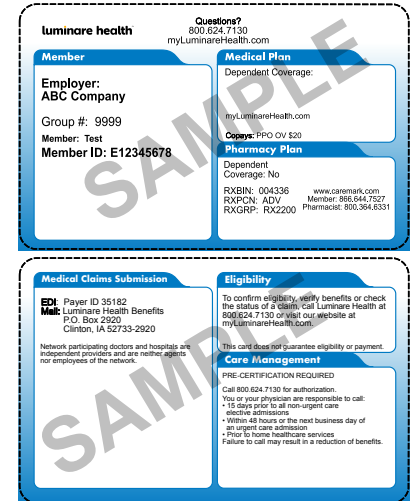 luminare health
Questions?
800.624.7130
myLuminareHealth.com
Member
Employer:
ABC Company
Group #: 9999
Member: Test
Member ID: E12345678
Medical Plan
Dependent Coverage:
myLuminareHealth.com
Copays: PPO OV $20
Pharmacy Plan
Dependent
Coverage: No
RXBIN: 004336
RXPCN: ADV
RXGRP: RX2200
www.caremark.com
Member: 866.644.7527
Pharmacist: 800.364.6331
SAMPLE
Medical Claims Submission
EDI: Payer ID 35182
Mail: Luminare Health Benefits
P.O. Box 2920
Clinton, IA 52733-2920
Network participating doctors and hospitals are
independent providers and are neither agents
nor employees of the network.
Eligibility
To confirm eligibility, verify benefits or check
the status of a claim, call Luminare Health at
800.624.7130 or visit our website at
myLuminareHealth.com.
This card does not guarantee eligibility or payment.
Care Management
PRE-CERTIFICATION REQUIRED
Call 800.624.7130 for authorization.
You or your physician are responsible to call:
• 15 days prior to all non-urgent care
elective admissions
• Within 48 hours or the next business day of
an urgent care admission
• Prior to home healthcare services
Failure to call may result in a reduction of benefits.
SAMPLE